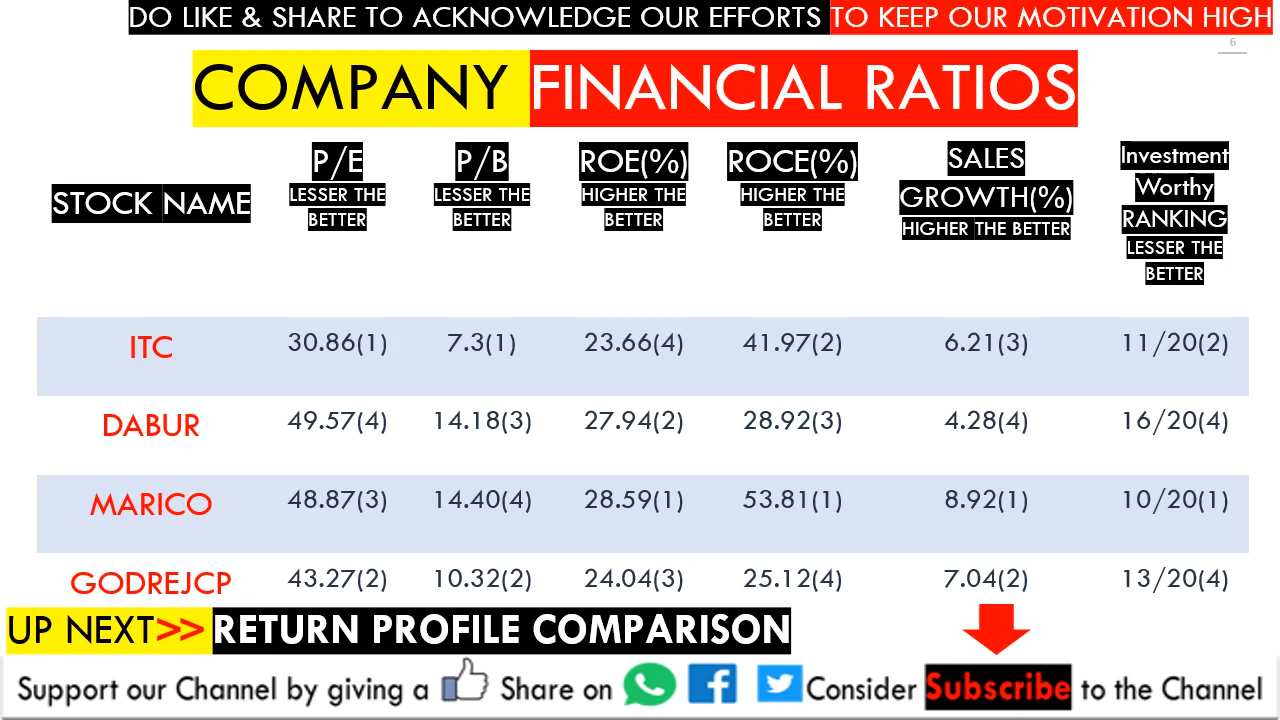 DO LIKE & SHARE TO ACKNOWLEDGE OUR EFFORTS TO KEEP OUR MOTIVATION HIGH
6
COMPANY FINANCIAL RATIOS
STOCK NAME
P/E
LESSER THE
BETTER
P/B
LESSER THE
BETTER
ROE(%)
HIGHER THE
BETTER
ROCE(%)
HIGHER THE
BETTER
SALES
GROWTH(%)
HIGHER THE BETTER
Investment
Worthy
RANKING
LESSER THE
BETTER
ITC 30.86(1) 7.3(1) 23.66(4) 41.97(2) 6.21(3) 11/20(2)
DABUR 49.57(4) 14.18(3) 27.94(2) 28.92(3) 4.28(4) 16/20(4)
MARICO 48.87(3) 14.40(4) 28.59(1) 53.81(1) 8.92(1) 10/20(1)
GODREJCP 43.27(2) 10.32(2) 24.04(3) 25.12(4) 7.04(2) 13/20(4)
UP NEXT>> RETURN PROFILE COMPARISON
Support our Channel by giving a Share on Consider Subscribe to the Channel